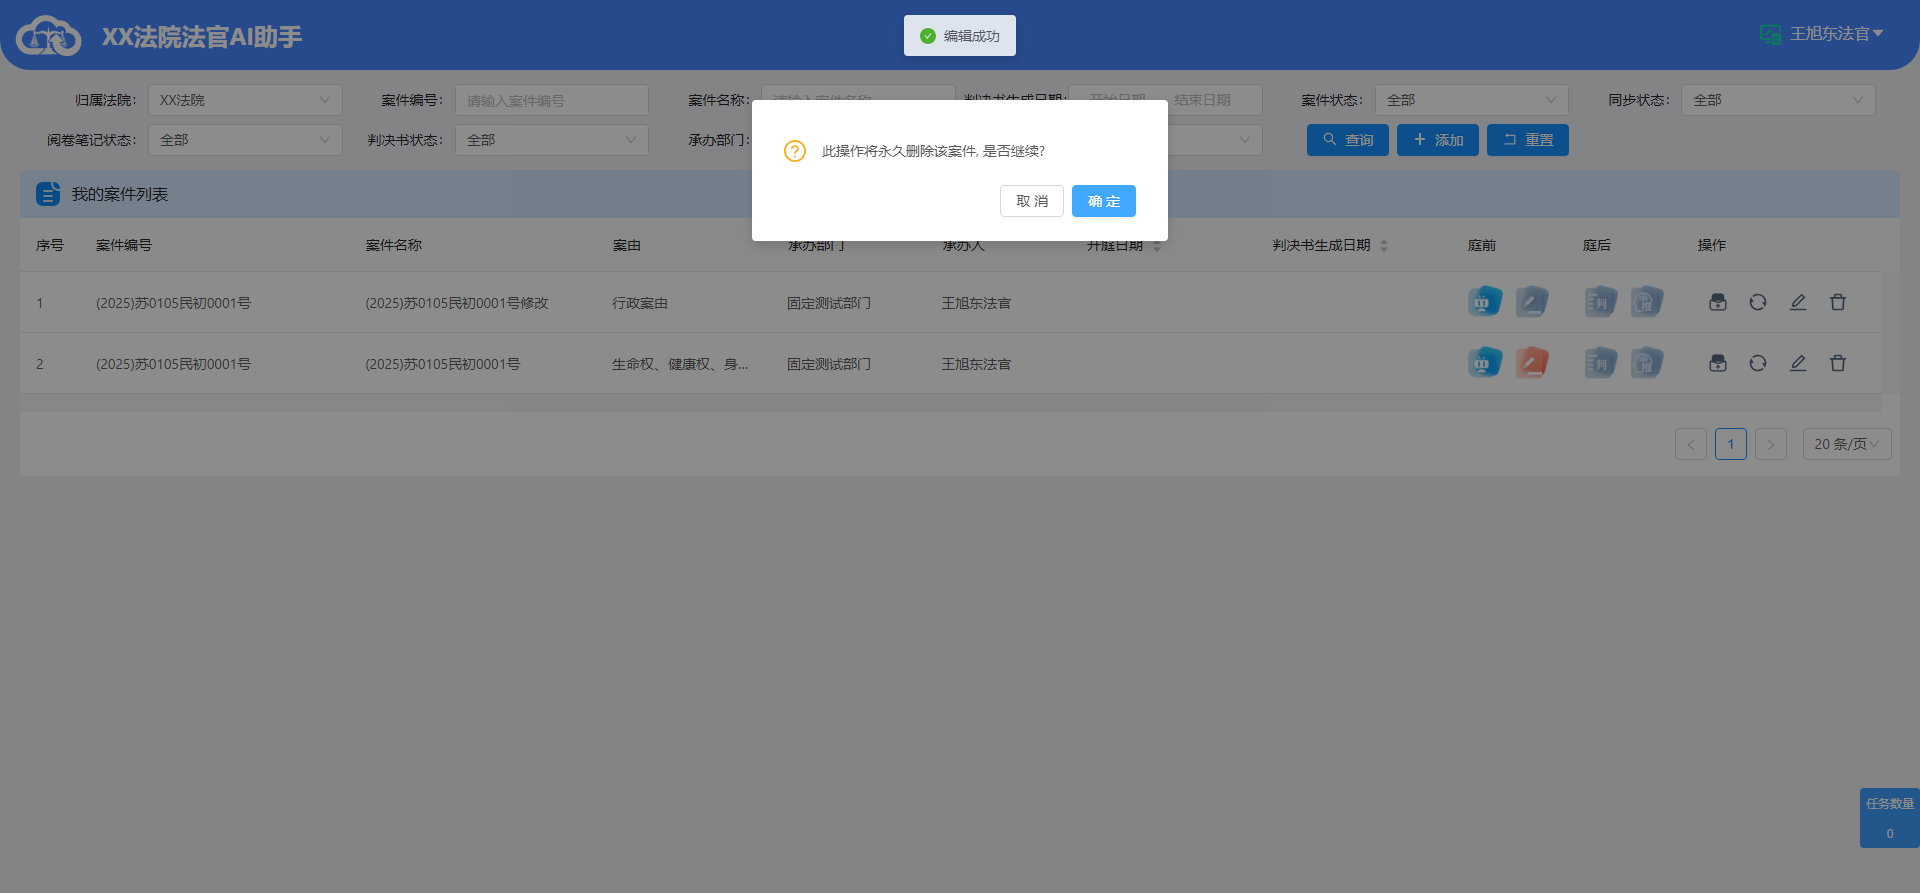 XX法院法官AI助手
编辑成功
王旭东法官
归属法院: XX法院 案件编号: 请输入案件编号 案件名称: 请输入案件名称 判决书生成日期: 开始日期 结束日期 案件状态: 全部 同步状态: 全部
阅卷笔记状态: 全部 判决书状态: 全部 承办部门: 查询 添加 重置
此操作将永久删除该案件, 是否继续?
取消 确定
我的案件列表
序号 案件编号 案件名称 案由 承办部门 承办人 开庭日期 判决书生成日期 庭前 庭后 操作
1 (2025)苏0105民初0001号 (2025)苏0105民初0001号修改 行政案由 固定测试部门 王旭东法官 判 推
2 (2025)苏0105民初0001号 (2025)苏0105民初0001号 生命权、健康权、身... 固定测试部门 王旭东法官 判 推
1 20 条/页
任务数量
0